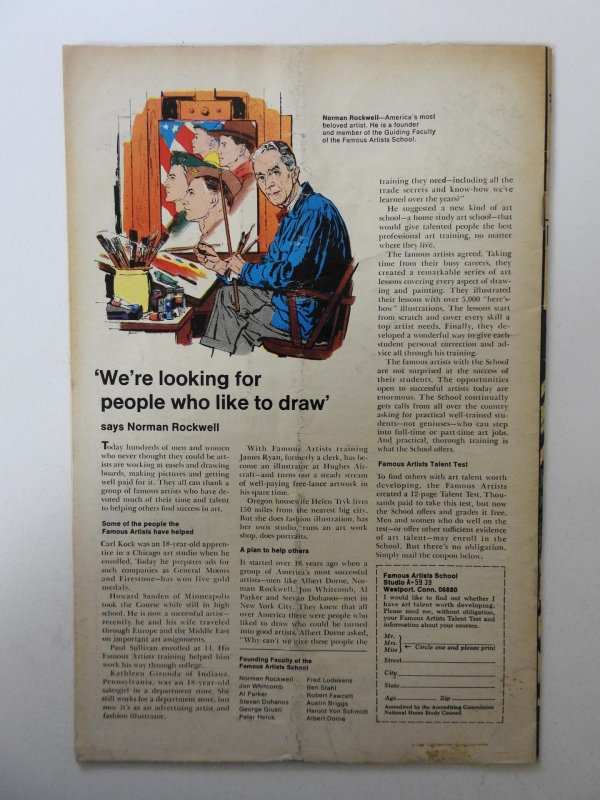 Norman Rockwell—America's most
beloved artist. He is a founder
and member of the Guiding Faculty
of the Famous Artists School.
'We're looking for
people who like to draw'
says Norman Rockwell
Today hundreds of men and women
who never thought they could be art-
ists are working at easels and drawing
boards, making pictures and getting
well paid for it. They all can thank a
group of famous artists who have de-
voted much of their time and talent
to helping others find success in art.
Some of the people the
Famous Artists have helped
Carl Kock was an 18-year-old appren-
tice in a Chicago art studio when he
enrolled. Today he prepares ads for
such companies as General Motors
and Firestone—has won five gold
medals.
Howard Sanden of Minneapolis
took the Course while still in high
school. He is now a successful artist—
recently he and his wife traveled
through Europe and the Middle East
on important art assignments.
Paul Sullivan enrolled at 14. His
Famous Artists training helped him
work his way through college.
Kathleen Gironda of Indiana,
Pennsylvania, was an 18-year-old
salesgirl in a department store. She
still works for a department store, but
now it's as an advertising artist and
fashion illustrator.
With Famous Artists training
James Ryan, formerly a clerk, has be-
come an illustrator at Hughes Air-
craft—and turns out a steady stream
of well-paying free-lance artwork in
his spare time.
Oregon housewife Helen Tryk lives
150 miles from the nearest big city.
But she does fashion illustration, has
her own studio, runs an art work
shop, does portraits.
A plan to help others
It started over 18 years ago when a
group of America's most successful
artists—men like Albert Dorne, Nor-
man Rockwell, Jon Whitcomb, Al
Parker and Stevan Dohanos—met in
New York City. They knew that all
over America there were people who
liked to draw who could be turned
into good artists. Albert Dorne asked,
"Why can't we give these people the
Founding Faculty of the
Famous Artists School
Norman Rockwell
Jon Whitcomb
Al Parker
Stevan Dohanos
George Giusti
Peter Helck
Fred Ludekens
Ben Stahl
Robert Fawcett
Austin Briggs
Harold Von Schmidt
Albert Dorne
training they need—including all the
trade secrets and know-how we've
learned over the years?"
He suggested a new kind of art
school—a home study art school—that
would give talented people the best
professional art training, no matter
where they live.
The famous artists agreed. Taking
time from their busy careers, they
created a remarkable series of art
lessons covering every aspect of draw-
ing and painting. They illustrated
their lessons with over 5,000 "here's-
how" illustrations. The lessons start
from scratch and cover every skill a
top artist needs. Finally, they de-
veloped a wonderful way to give each
student personal correction and ad-
vice all through his training.
The famous artists with the School
are not surprised at the success of
their students. The opportunities
open to successful artists today are
enormous. The School continually
gets calls from all over the country
asking for practical well-trained stu-
dents—not geniuses—who can step
into full-time or part-time art jobs.
And practical, thorough training is
what the School offers.
Famous Artists Talent Test
To find others with art talent worth
developing, the Famous Artists
created a 12-page Talent Test. Thou-
sands paid to take this test, but now
the School offers and grades it free.
Men and women who do well on the
test—or offer other sufficient evidence
of art talent—may enroll in the
School. But there's no obligation.
Simply mail the coupon below.
Famous Artists School
Studio A-5939
Westport, Conn. 06880
I would like to find out whether I
have art talent worth developing.
Please send me, without obligation,
your Famous Artists Talent Test and
information about your courses.
Mr.
Mrs.
Miss ← Circle one and please print
Street
City
State
Age Zip
Accredited by the Accrediting Commission
National Home Study Council